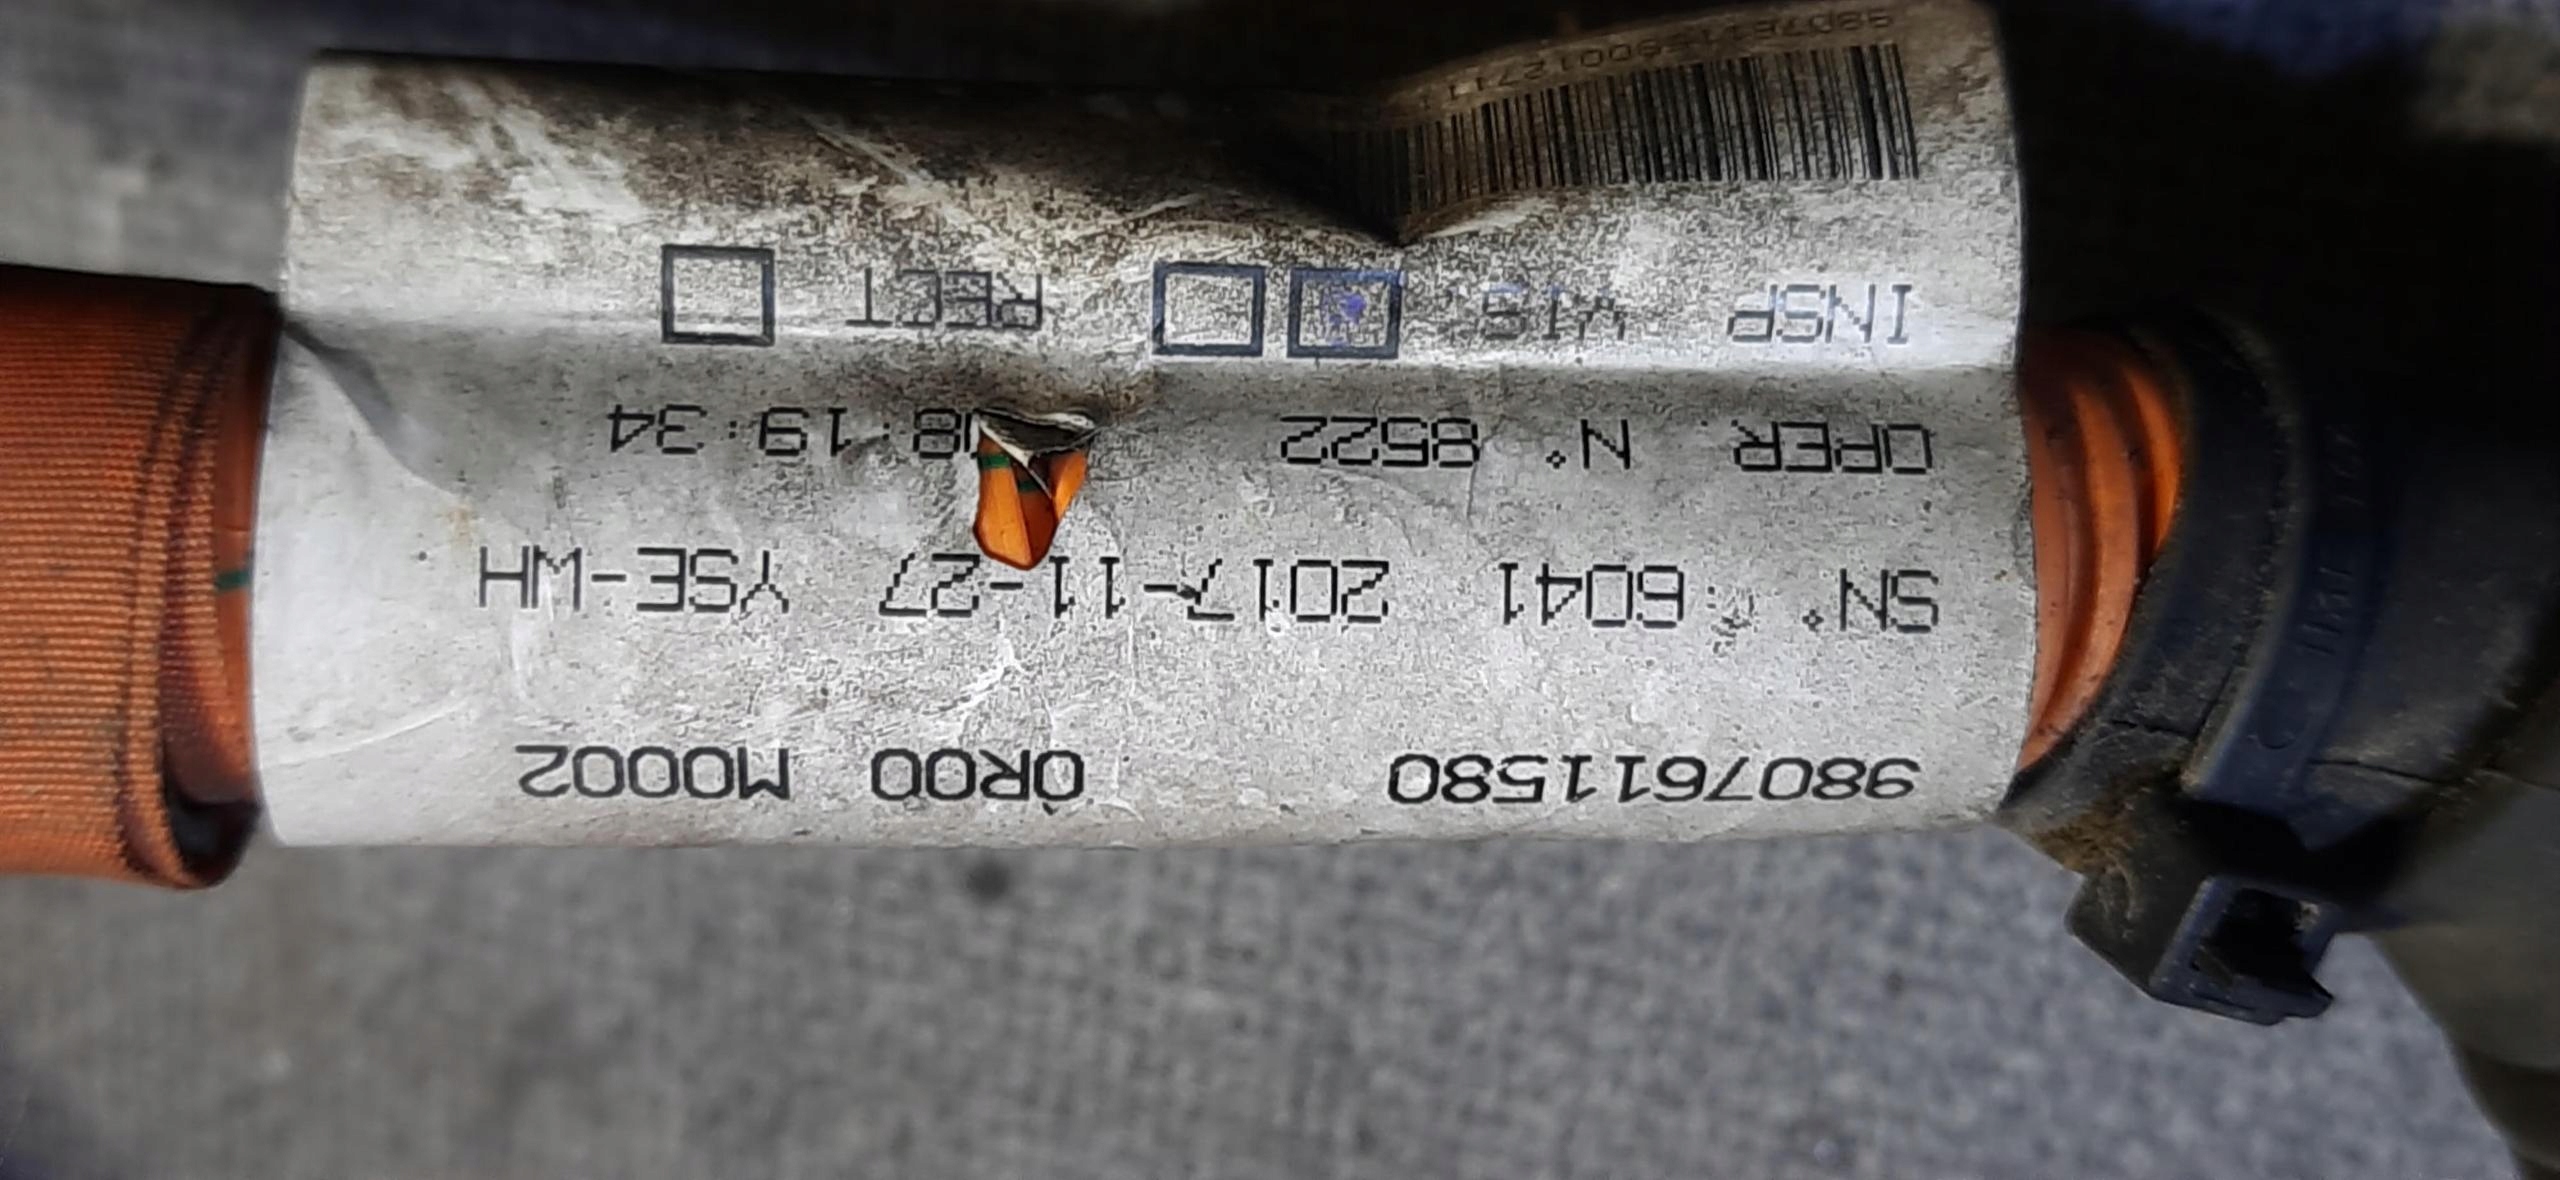 9807611580 0R00 M0002
SN. : 6041 2017-11-27 YSE-WH
OPER. N. 8522 08:19:34
INSP VIS RECT